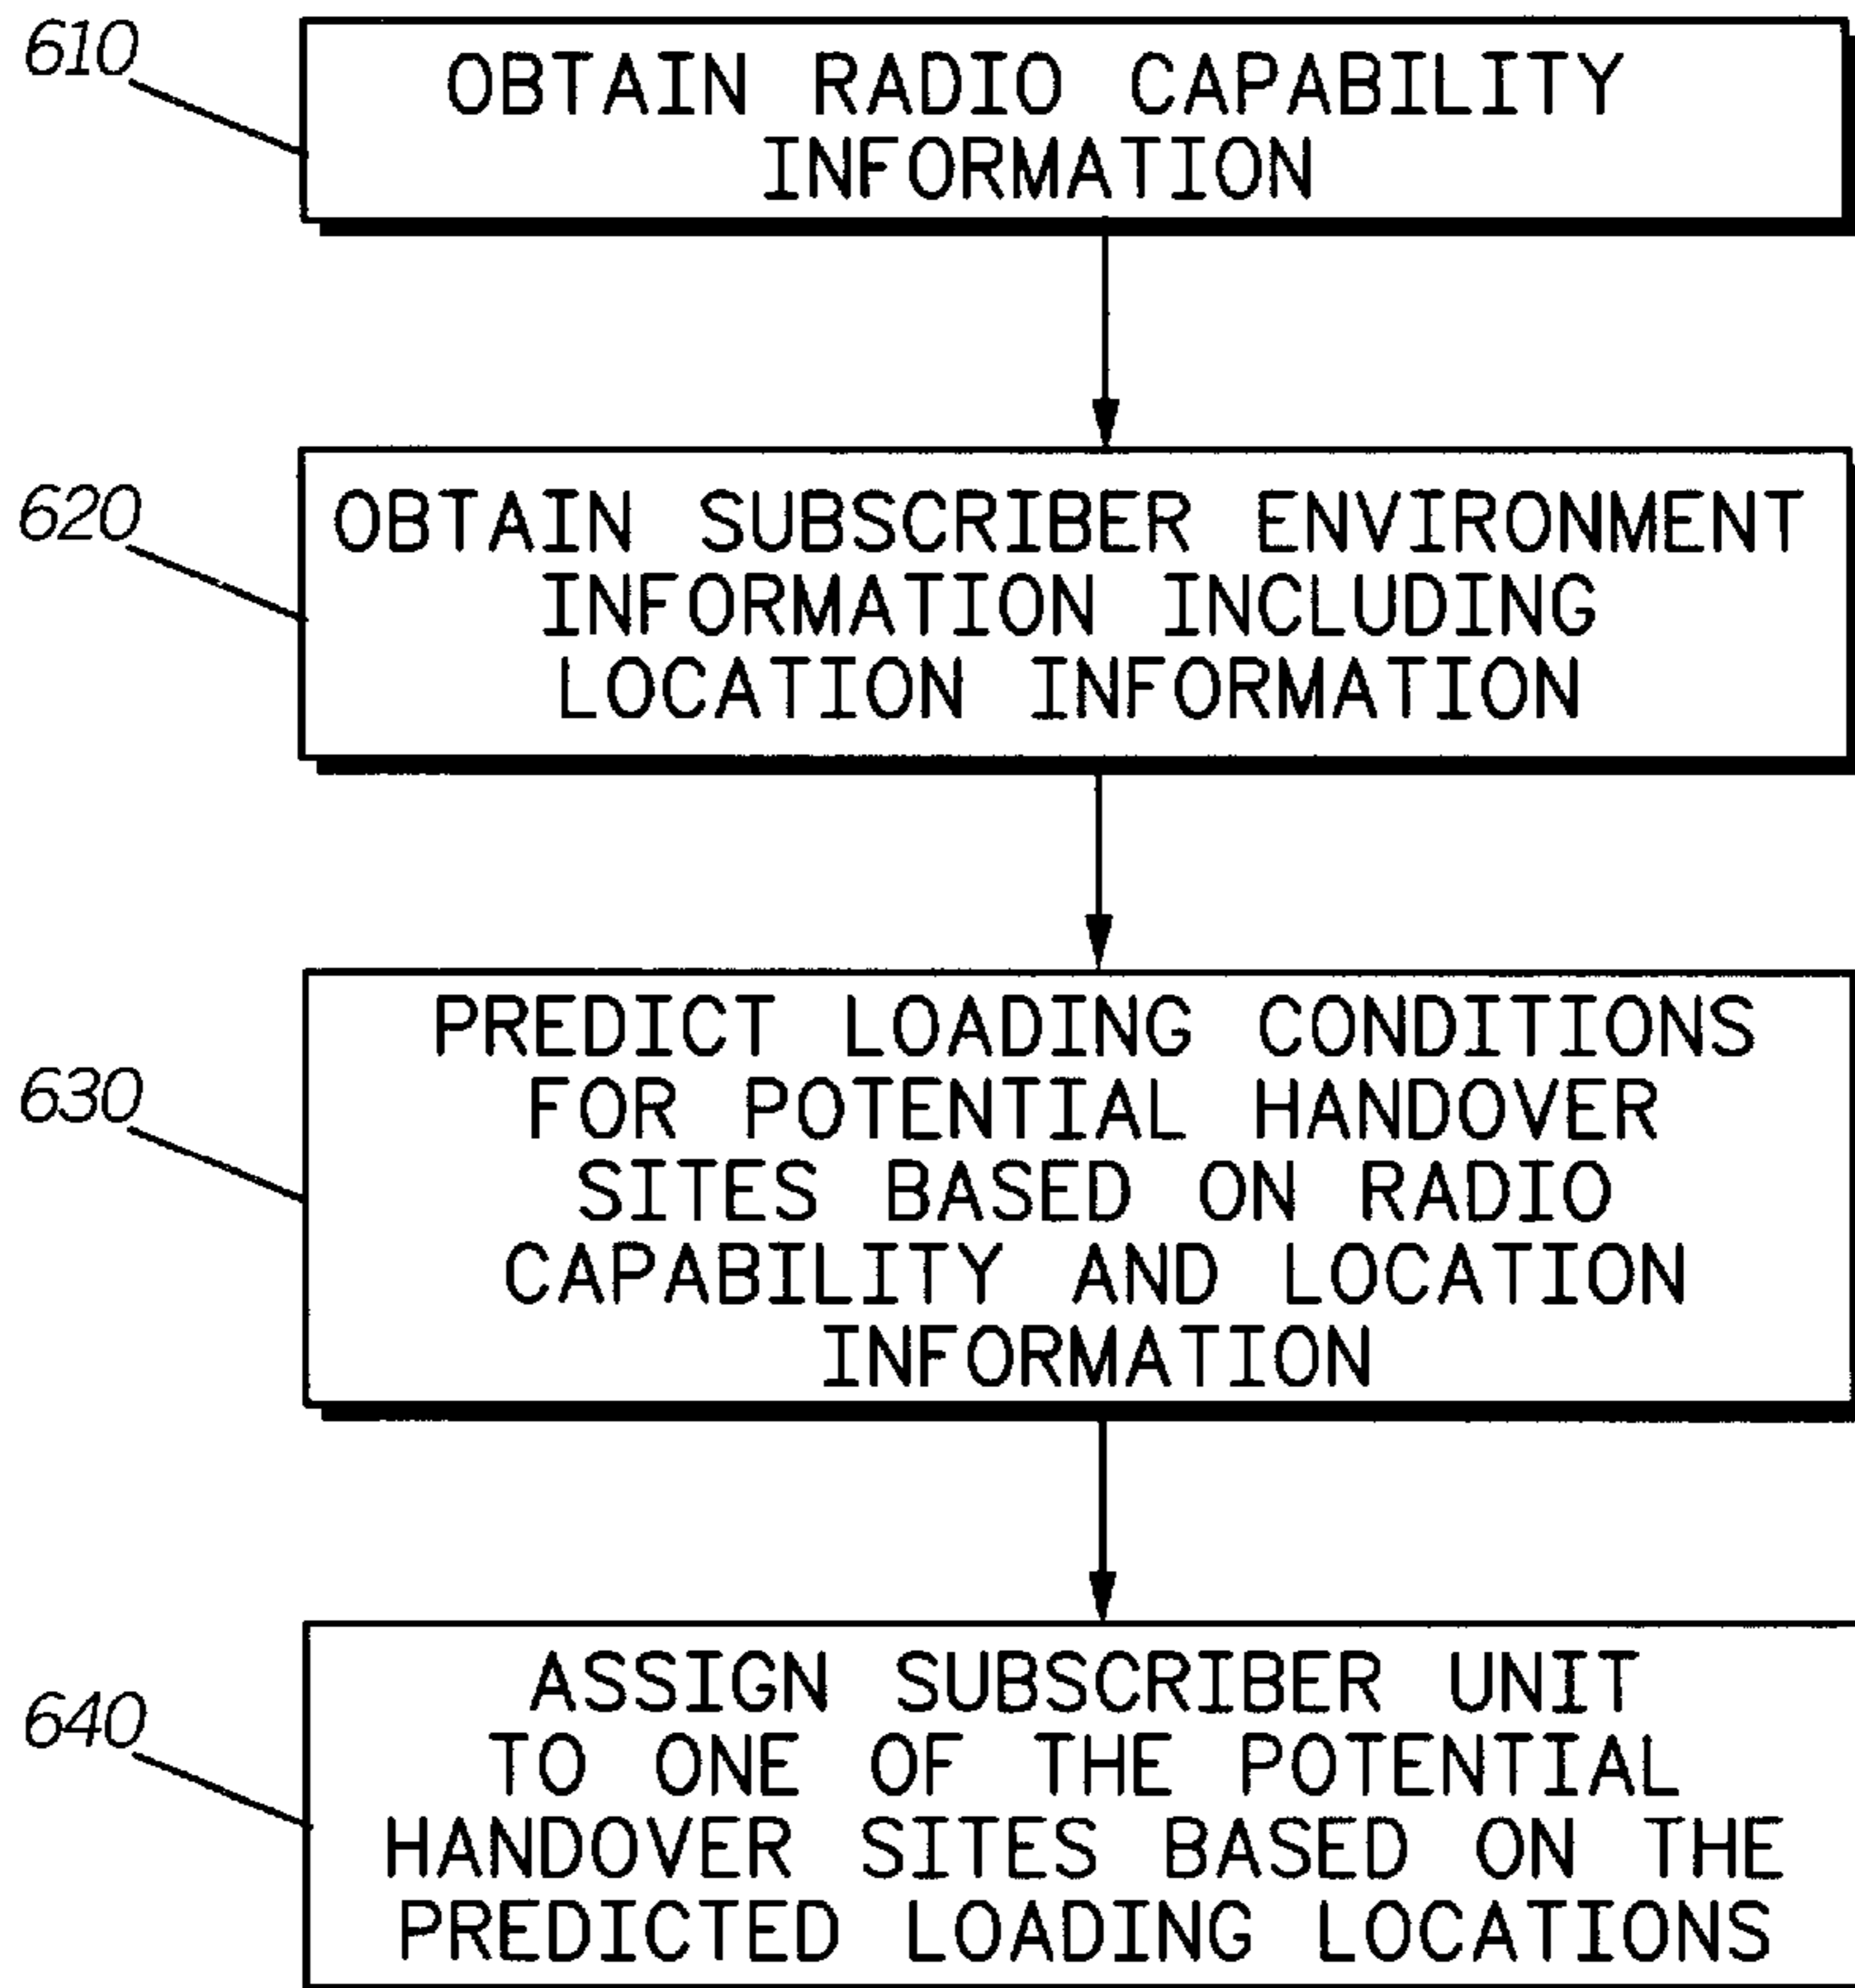 610
OBTAIN RADIO CAPABILITY
INFORMATION
620
OBTAIN SUBSCRIBER ENVIRONMENT
INFORMATION INCLUDING
LOCATION INFORMATION
630
PREDICT LOADING CONDITIONS
FOR POTENTIAL HANDOVER
SITES BASED ON RADIO
CAPABILITY AND LOCATION
INFORMATION
640
ASSIGN SUBSCRIBER UNIT
TO ONE OF THE POTENTIAL
HANDOVER SITES BASED ON THE
PREDICTED LOADING LOCATIONS